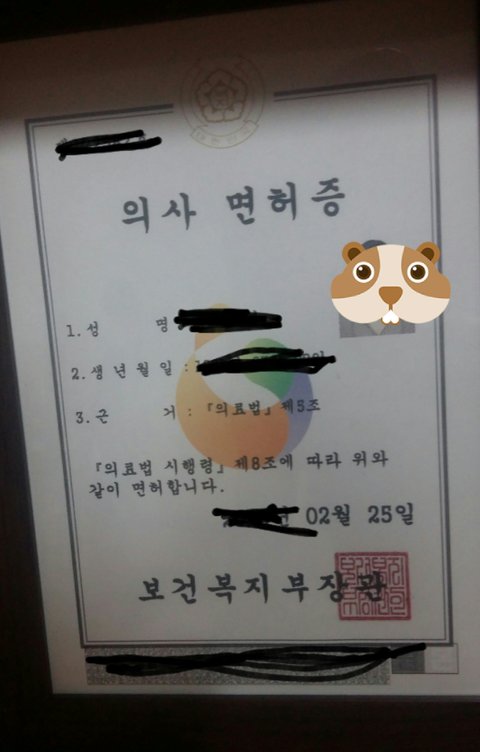 의사 면허증
1. 성 명
2. 생년월일 :
3. 근 거 : 『의료법』 제5조
『의료법 시행령』 제8조에 따라 위와
같이 면허합니다.
02월 25일
보건복지부장관